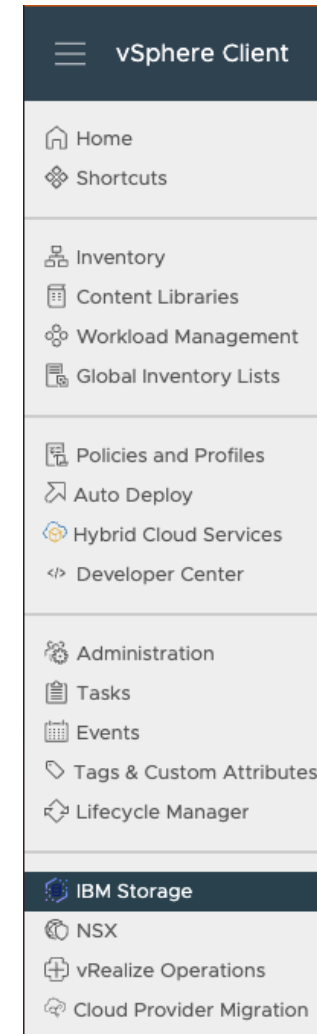 vSphere Client
Home
Shortcuts
Inventory
Content Libraries
Workload Management
Global Inventory Lists
Policies and Profiles
Auto Deploy
Hybrid Cloud Services
Developer Center
Administration
Tasks
Events
Tags & Custom Attributes
Lifecycle Manager
IBM Storage
NSX
vRealize Operations
Cloud Provider Migration